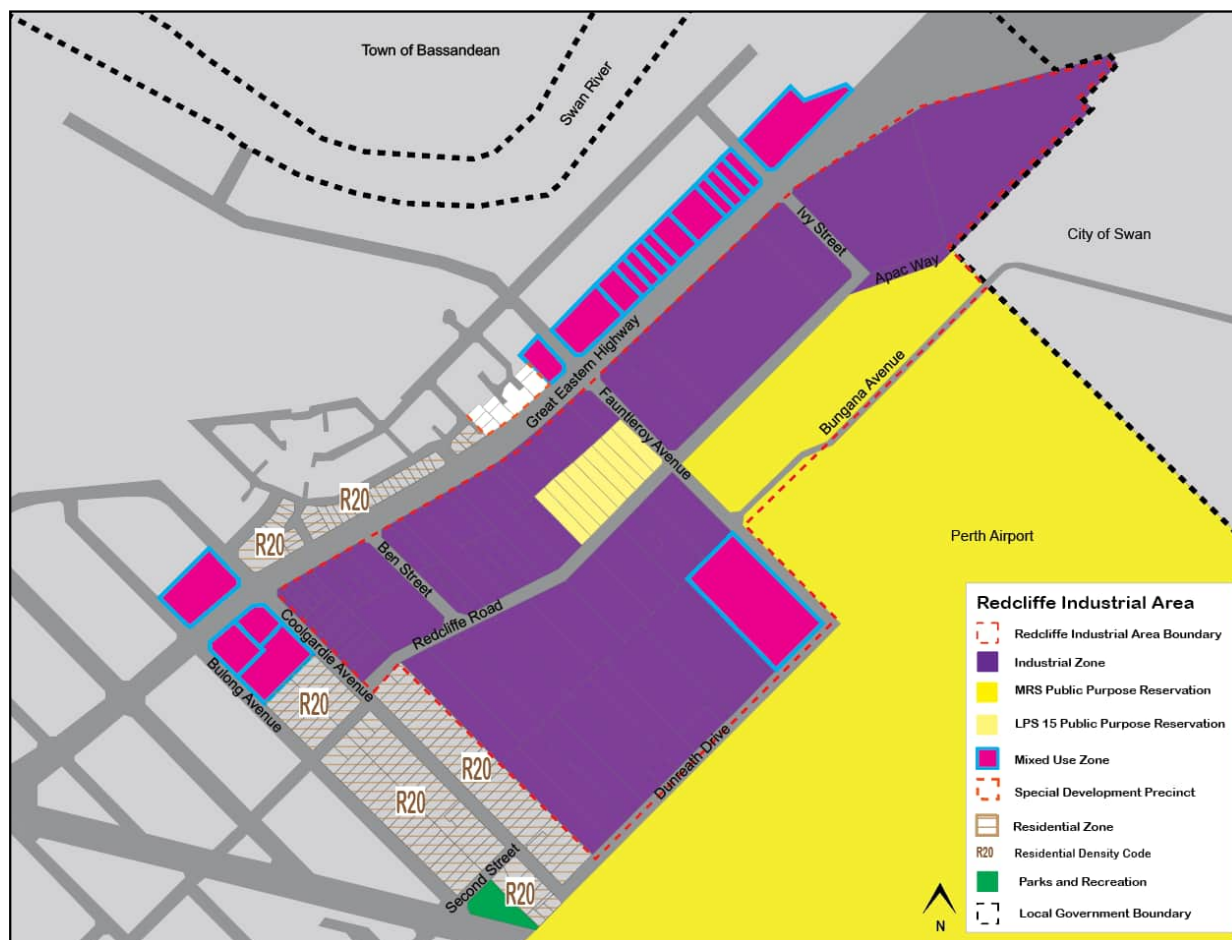 Town of Bassandean
Swan River
City of Swan
Ivy Street
Apac Way
Great Eastern Highway
Fauntleroy Avenue
Bungana Avenue
R20
R20
Perth Airport
Ben Street
Coolgardie Avenue
Redcliffe Road
Bulong Avenue
R20
R20
R20
Dunreath Drive
Second Street
R20
Redcliffe Industrial Area
Redcliffe Industrial Area Boundary
Industrial Zone
MRS Public Purpose Reservation
LPS 15 Public Purpose Reservation
Mixed Use Zone
Special Development Precinct
Residential Zone
R20 Residential Density Code
Parks and Recreation
Local Government Boundary
N